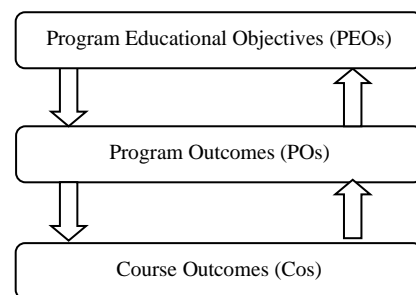 Program Educational Objectives (PEOs)
Program Outcomes (POs)
Course Outcomes (Cos)